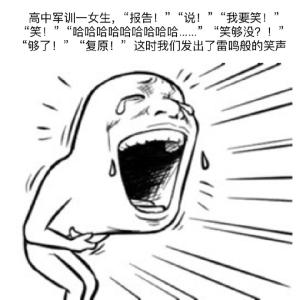 高中军训一女生，“报告！”“说！”“我要笑！”
“笑！”“哈哈哈哈哈哈哈哈哈......”“笑够没？！”
“够了！”“复原！”这时我们发出了雷鸣般的笑声